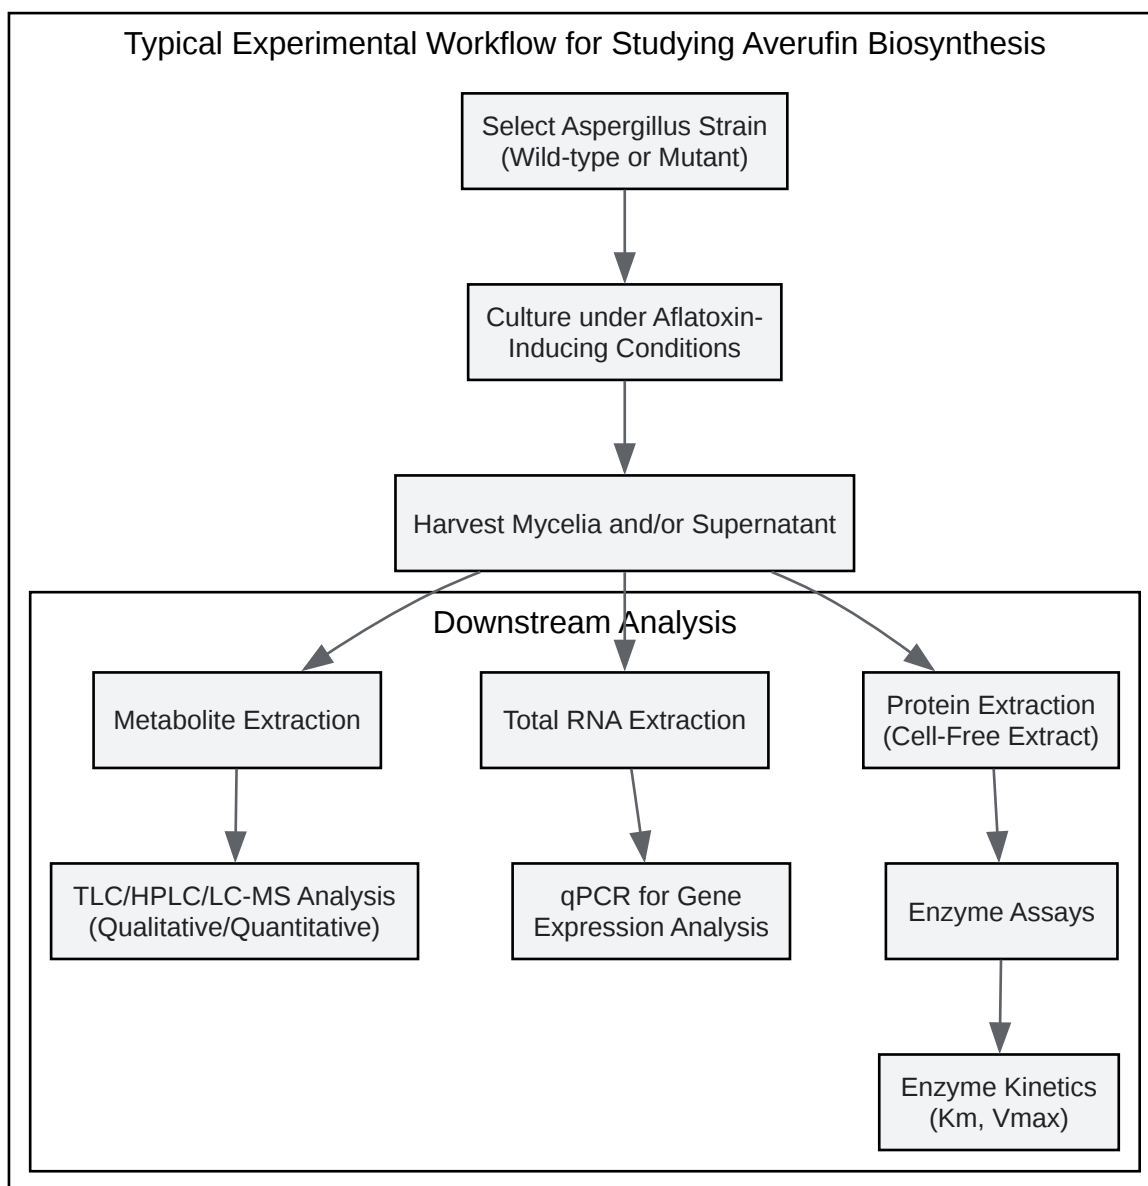 Typical Experimental Workflow for Studying Averufin Biosynthesis
Select Aspergillus Strain
(Wild-type or Mutant)
Culture under Aflatoxin-
Inducing Conditions
Harvest Mycelia and/or Supernatant
Downstream Analysis
Metabolite Extraction
Total RNA Extraction
Protein Extraction
(Cell-Free Extract)
TLC/HPLC/LC-MS Analysis
(Qualitative/Quantitative)
qPCR for Gene
Expression Analysis
Enzyme Assays
Enzyme Kinetics
(Km, Vmax)